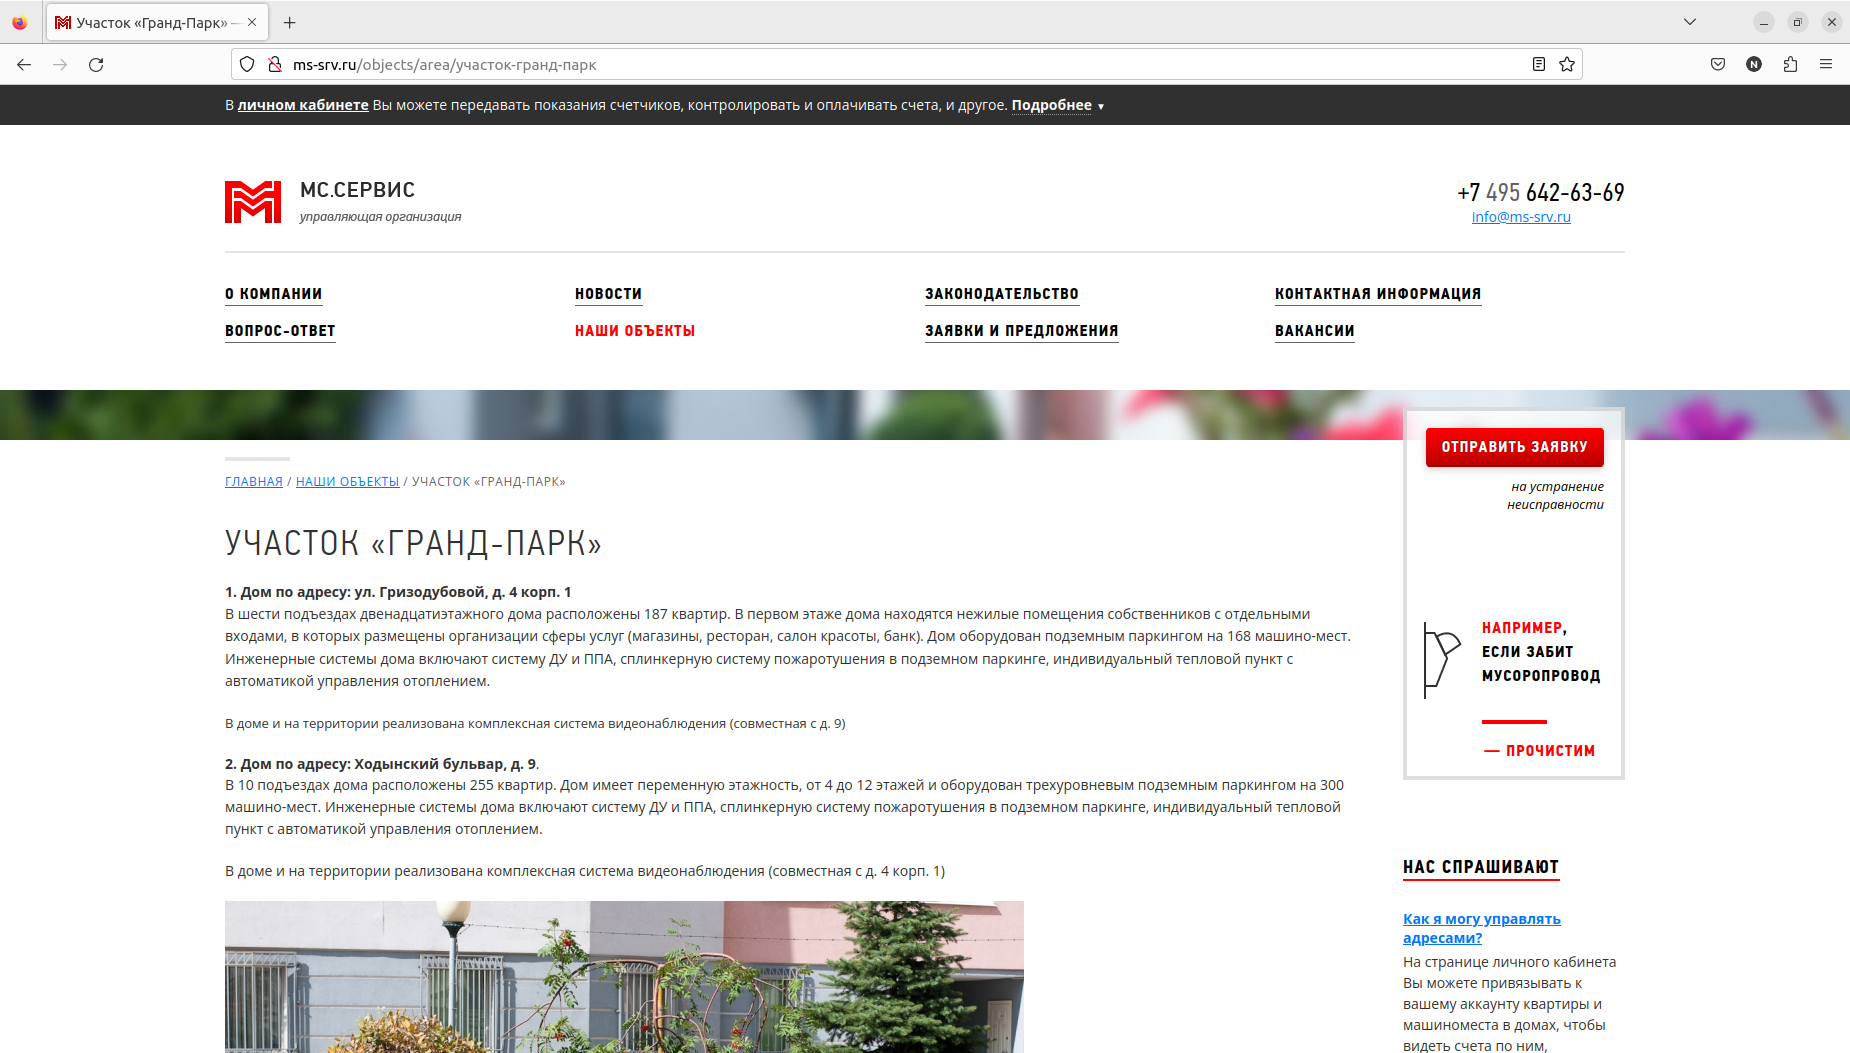 Участок «Гранд-Парк» —
ms-srv.ru/objects/area/участок-гранд-парк
N
В личном кабинете Вы можете передавать показания счетчиков, контролировать и оплачивать счета, и другое. Подробнее ▼
МС.СЕРВИС
управляющая организация
+7 495 642-63-69
info@ms-srv.ru
О КОМПАНИИ
НОВОСТИ
ЗАКОНОДАТЕЛЬСТВО
КОНТАКТНАЯ ИНФОРМАЦИЯ
ВОПРОС-ОТВЕТ
НАШИ ОБЪЕКТЫ
ЗАЯВКИ И ПРЕДЛОЖЕНИЯ
ВАКАНСИИ
ГЛАВНАЯ / НАШИ ОБЪЕКТЫ / УЧАСТОК «ГРАНД-ПАРК»
УЧАСТОК «ГРАНД-ПАРК»
1. Дом по адресу: ул. Гризодубовой, д. 4 корп. 1
В шести подъездах двенадцатиэтажного дома расположены 187 квартир. В первом этаже дома находятся нежилые помещения собственников с отдельными
входами, в которых размещены организации сферы услуг (магазины, ресторан, салон красоты, банк). Дом оборудован подземным паркингом на 168 машино-мест.
Инженерные системы дома включают систему ДУ и ППА, сплинкерную систему пожаротушения в подземном паркинге, индивидуальный тепловой пункт с
автоматикой управления отоплением.
В доме и на территории реализована комплексная система видеонаблюдения (совместная с д. 9)
2. Дом по адресу: Ходынский бульвар, д. 9.
В 10 подъездах дома расположены 255 квартир. Дом имеет переменную этажность, от 4 до 12 этажей и оборудован трехуровневым подземным паркингом на 300
машино-мест. Инженерные системы дома включают систему ДУ и ППА, сплинкерную систему пожаротушения в подземном паркинге, индивидуальный тепловой
пункт с автоматикой управления отоплением.
В доме и на территории реализована комплексная система видеонаблюдения (совместная с д. 4 корп. 1)
ОТПРАВИТЬ ЗАЯВКУ
на устранение
неисправности
НАПРИМЕР,
ЕСЛИ ЗАБИТ
МУСОРОПРОВОД
— ПРОЧИСТИМ
НАС СПРАШИВАЮТ
Как я могу управлять
адресами?
На странице личного кабинета
Вы можете привязывать к
вашему аккаунту квартиры и
машиноместа в домах, чтобы
видеть счета по ним,